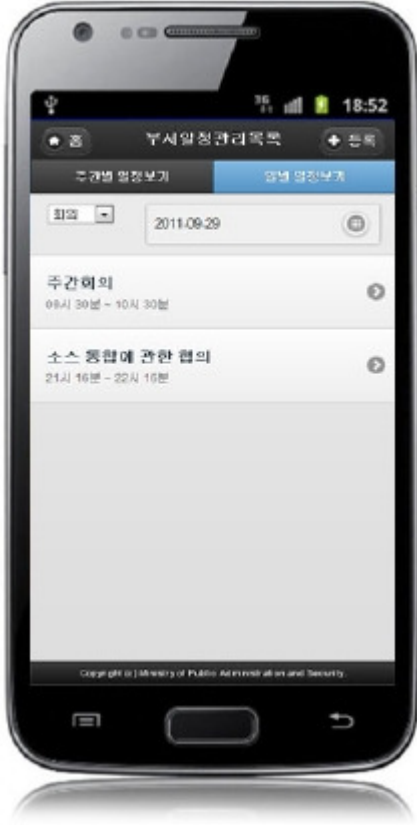 3G
18:52
홈
부서일정관리목록
등록
주간별 일정보기
일별 일정보기
회의
2011-09-29
주간회의
09시 30분 ~ 10시 30분
소스 통합에 관한 협의
21시 16분 ~ 22시 16분
Copyright (c) Ministry of Public Administration and Security.